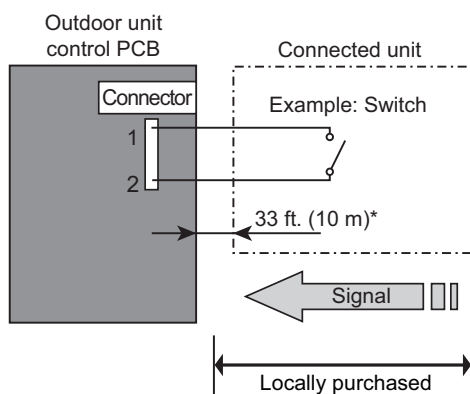 Outdoor unit
control PCB
Connected unit
Connector
Example: Switch
1
2
33 ft. (10 m)*
Signal
Locally purchased